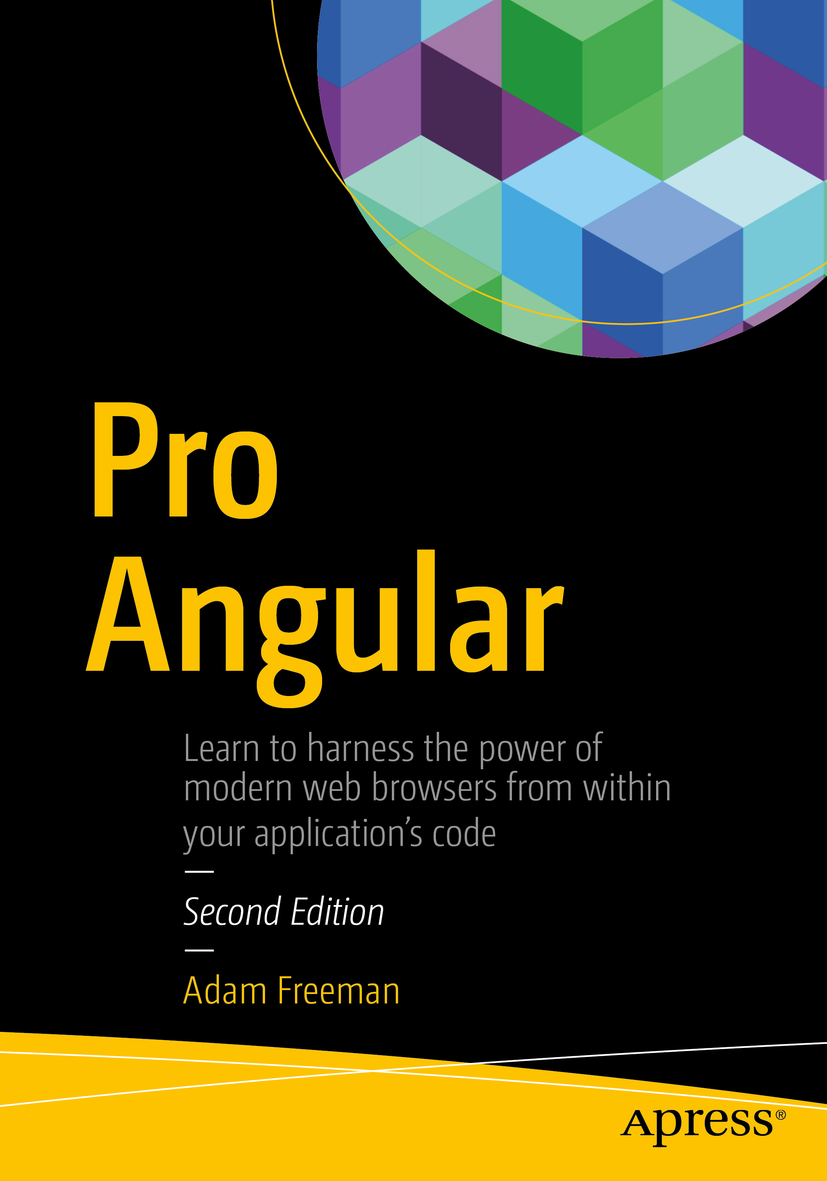 Pro
Angular
Learn to harness the power of
modern web browsers from within
your application’s code
—
Second Edition
—
Adam Freeman
Apress®